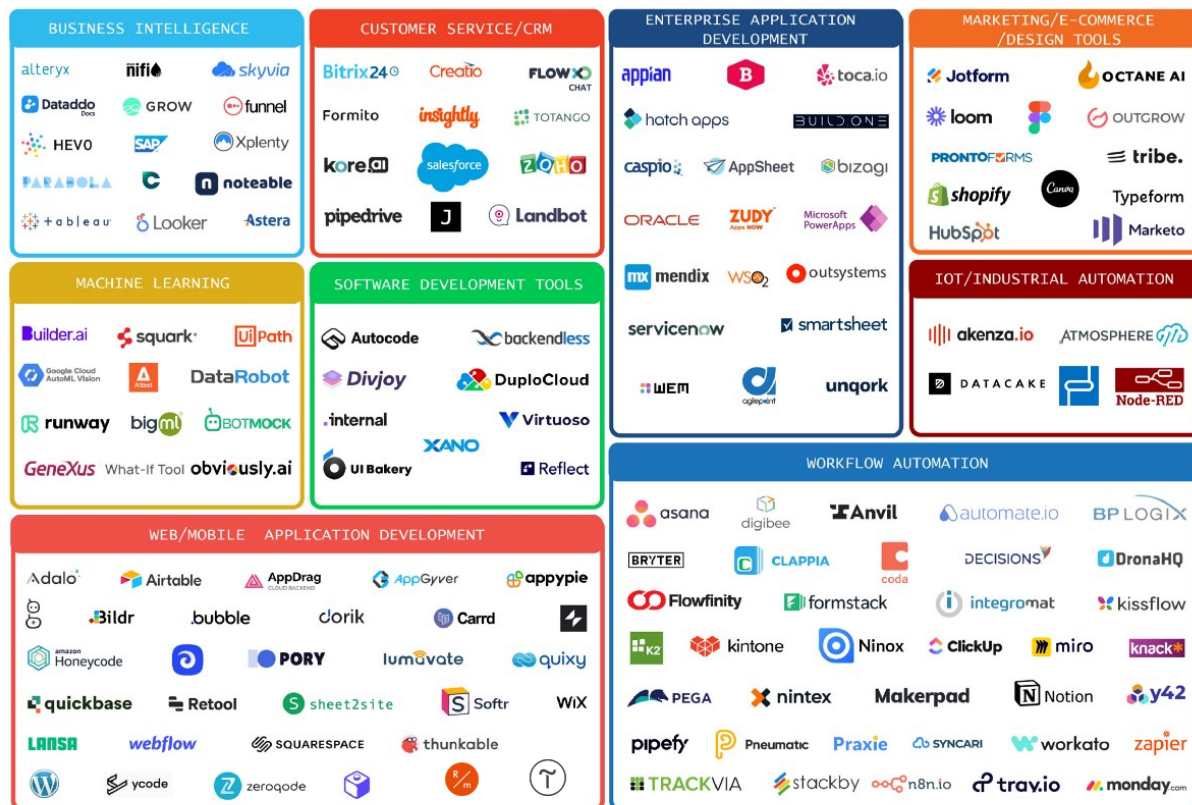 BUSINESS INTELLIGENCE
alteryx
nifi
skyvia
Dataddo
Docs
GROW
funnel
HEVO
SAP
Xplenty
PARABOLA
C
n noteable
+ableau
Looker
Astera
CUSTOMER SERVICE/CRM
Bitrix24
Creatio
FLOW XO
CHAT
Formito
insightly
TOTANGO
kore.ai
salesforce
ZOHO
pipedrive
J
Landbot
ENTERPRISE APPLICATION
DEVELOPMENT
appian
B
toca.io
hatch apps
BUILD.ONE
caspio
AppSheet
bizagi
ORACLE
ZUDY
Apps NOW
Microsoft
PowerApps
mx mendix
WSO2
outsystems
servicenow
smartsheet
WEM
agilepoint
unqork
MARKETING/E-COMMERCE
/DESIGN TOOLS
Jotform
OCTANE AI
loom
OUTGROW
PRONTOFORMS
tribe.
shopify
Canva
Typeform
HubSpot
Marketo
MACHINE LEARNING
Builder.ai
squark
UiPath
Google Cloud
AutoML Vision
Attest
DataRobot
runway
bigml
BOTMOCK
GeneXus
What-If Tool
obviously.ai
SOFTWARE DEVELOPMENT TOOLS
Autocode
backendless
Divjoy
DuploCloud
.internal
Virtuoso
XANO
UI Bakery
Reflect
IOT/INDUSTRIAL AUTOMATION
akenza.io
ATMOSPHERE
DATACAKE
Node-RED
WEB/MOBILE APPLICATION DEVELOPMENT
Adalo
Airtable
AppDrag
CLOUD BACKEND
AppGyver
appypie
Bildr
.bubble
dorik
Carrd
amazon
Honeycode
PORY
lumavate
quixy
quickbase
Retool
S sheet2site
S Softr
WiX
LANSA
webflow
SQUARESPACE
thunkable
W
ycode
Z zeroqode
R/m
T
WORKFLOW AUTOMATION
asana
digibee
Anvil
automate.io
BP LOGIX
BRYTER
CLAPPIA
coda
DECISIONS
DronaHQ
Flowfinity
formstack
integromat
kissflow
K2
kintone
Ninox
ClickUp
miro
knack*
PEGA
nintex
Makerpad
N Notion
y42
pipefy
Pneumatic
Praxie
SYNCARI
workato
zapier
TRACKVIA
stackby
n8n.io
tray.io
monday.com